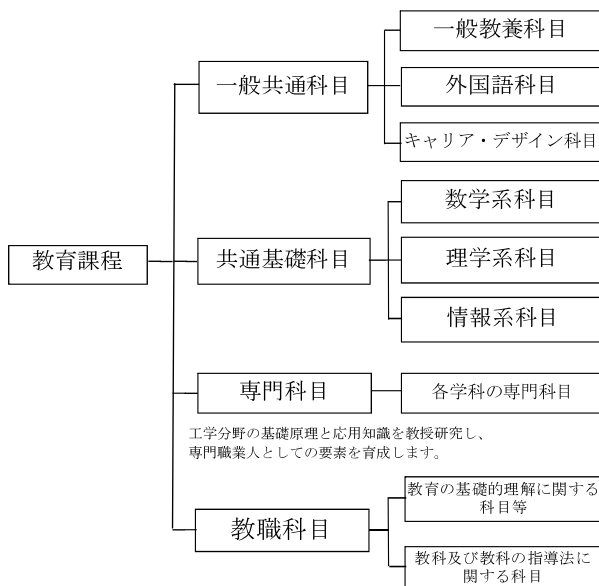 教育課程
一般共通科目
一般教養科目
外国語科目
キャリア・デザイン科目
共通基礎科目
数学系科目
理学系科目
情報系科目
専門科目
各学科の専門科目
工学分野の基礎原理と応用知識を教授研究し、
専門職業人としての要素を育成します。
教職科目
教育の基礎的理解に関する
科目等
教科及び教科の指導法に
関する科目